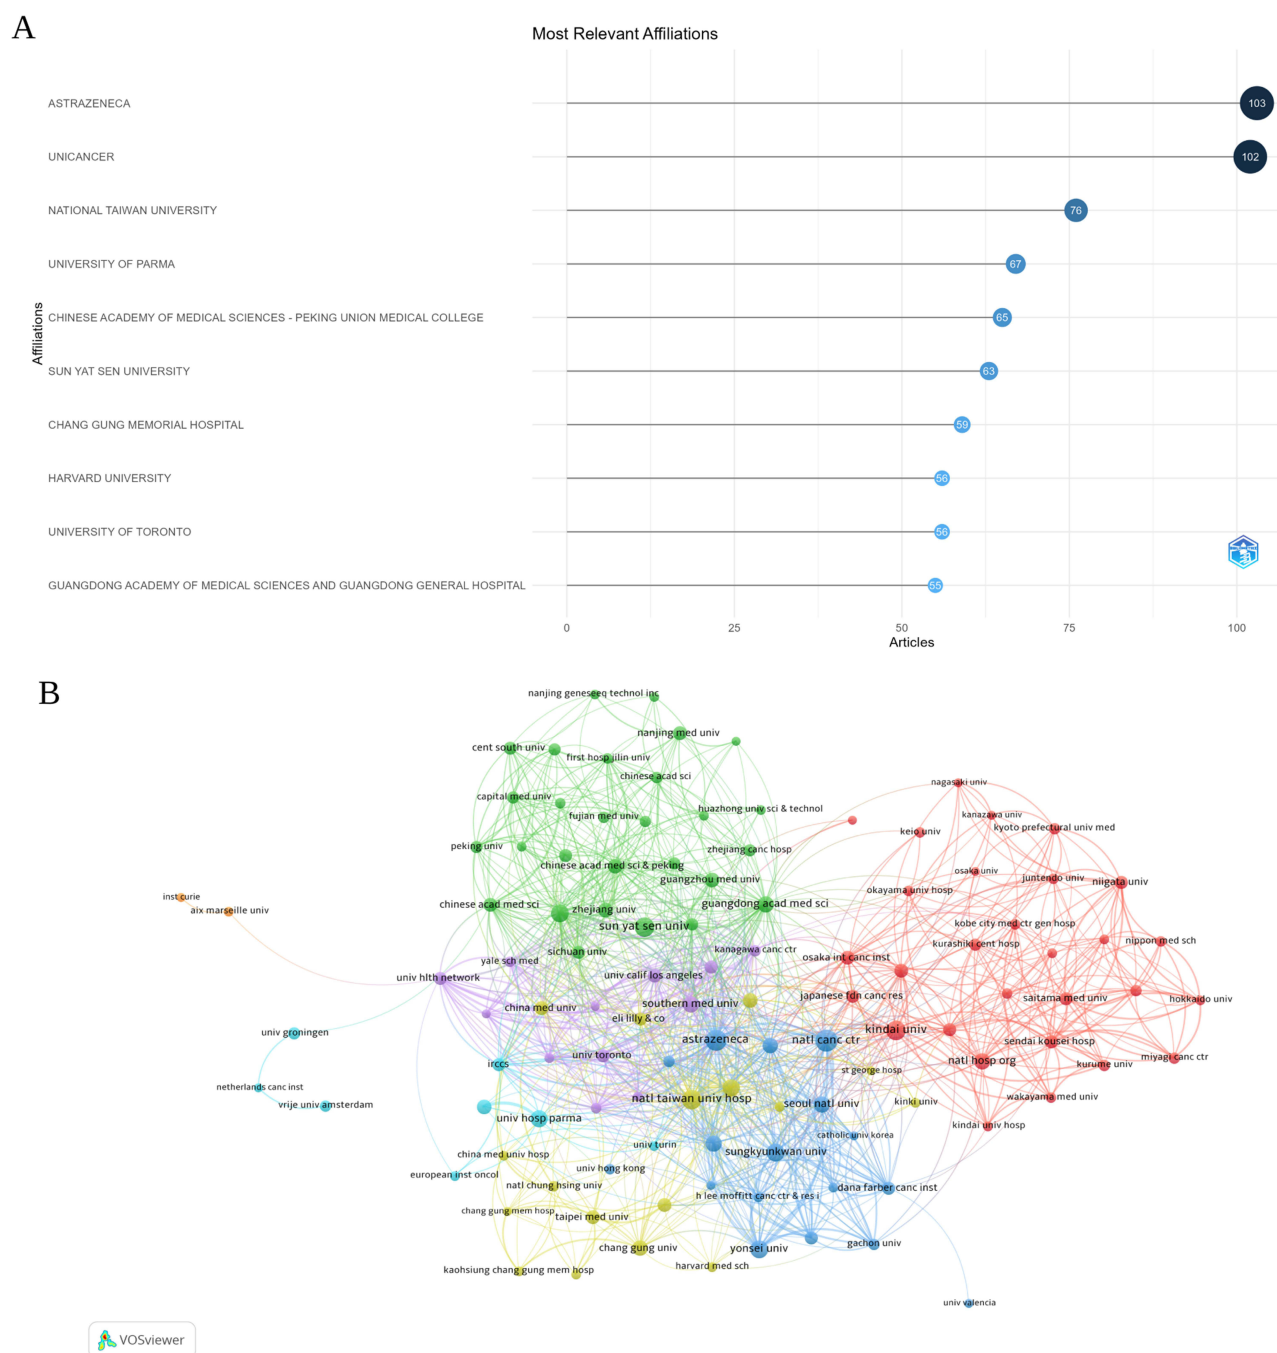 A
Most Relevant Affiliations
ASTRAZENECA
103
UNICANCER
102
NATIONAL TAIWAN UNIVERSITY
76
UNIVERSITY OF PARMA
67
CHINESE ACADEMY OF MEDICAL SCIENCES - PEKING UNION MEDICAL COLLEGE
65
Affiliations
SUN YAT SEN UNIVERSITY
63
CHANG GUNG MEMORIAL HOSPITAL
59
HARVARD UNIVERSITY
56
UNIVERSITY OF TORONTO
56
GUANGDONG ACADEMY OF MEDICAL SCIENCES AND GUANGDONG GENERAL HOSPITAL
55
0 25 50 75 100
Articles
B
nanjing geneseeq technol inc
nanjing med univ
cent south univ
first hosp jilin univ
chinese acad sci
nagasaki univ
capital med univ
huazhong univ sci & technol
fujian med univ
kanazawa univ
keio univ
kyoto prefectural univ med
peking univ
zhejiang canc hosp
chinese acad med sci & peking
osaka univ
guangzhou med univ
juntendo univ
niigata univ
okayama univ hosp
inst curie
chinese acad med sci
guangdong acad med sci
aix marseille univ
zhejiang univ
sun yat sen univ
kobe city med ctr gen hosp
kurashiki cent hosp
nippon med sch
sichuan univ
kanagawa canc ctr
osaka int canc inst
yale sch med
univ hlth network
univ calif los angeles
japanese fdn canc res
saitama med univ
hokkaido univ
china med univ
southern med univ
eli lilly & co
univ groningen
kindai univ
astrazeneca
natl canc ctr
sendai kousei hosp
univ toronto
irccs
natl hosp org
miyagi canc ctr
kurume univ
st george hosp
netherlands canc inst
natl taiwan univ hosp
wakayama med univ
vrije univ amsterdam
seoul natl univ
kinki univ
univ hosp parma
kindai univ hosp
catholic univ korea
univ turin
sungkyunkwan univ
china med univ hosp
univ hong kong
european inst oncol
natl chung hsing univ
dana farber canc inst
h lee moffitt canc ctr & res i
chang gung mem hosp
taipei med univ
gachon univ
chang gung univ
yonsei univ
harvard med sch
kaohsiung chang gung mem hosp
univ valencia
VOSviewer